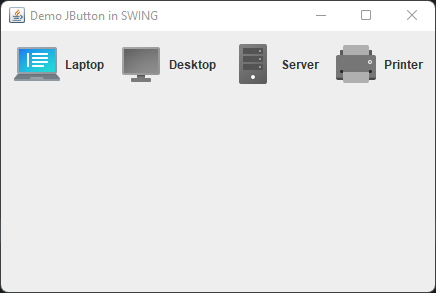 Demo JButton in SWING
Laptop Desktop Server Printer